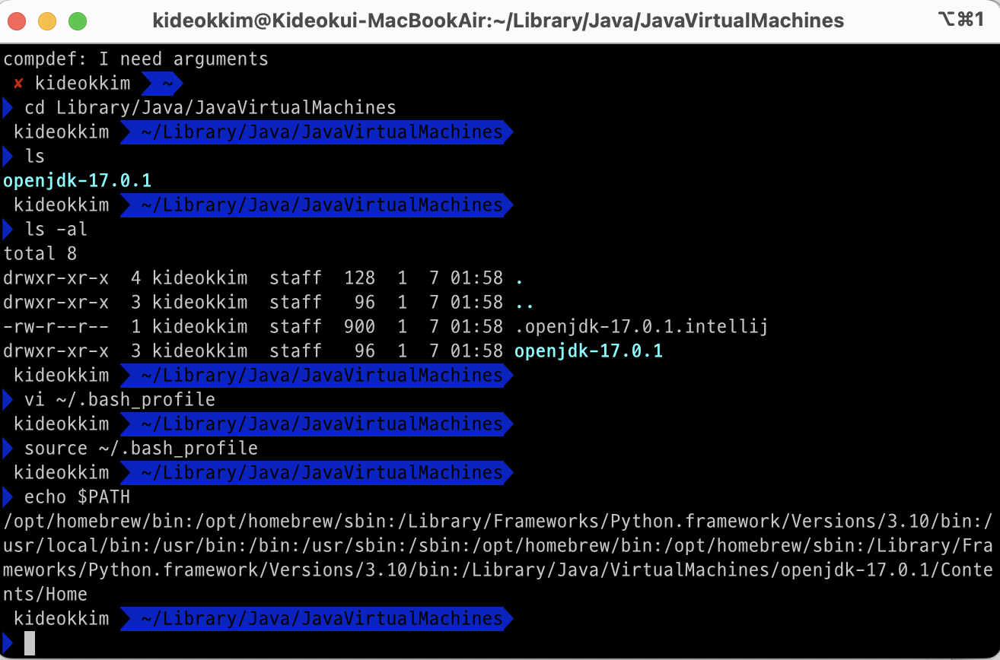 kideokkim@Kideokui-MacBookAir:~/Library/Java/JavaVirtualMachines ⌥⌘1
compdef: I need arguments
✘ kideokkim ~
cd Library/Java/JavaVirtualMachines
kideokkim ~/Library/Java/JavaVirtualMachines
ls
openjdk-17.0.1
kideokkim ~/Library/Java/JavaVirtualMachines
ls -al
total 8
drwxr-xr-x  4 kideokkim  staff  128  1  7 01:58 .
drwxr-xr-x  3 kideokkim  staff   96  1  7 01:58 ..
-rw-r--r--  1 kideokkim  staff  900  1  7 01:58 .openjdk-17.0.1.intellij
drwxr-xr-x  3 kideokkim  staff   96  1  7 01:58 openjdk-17.0.1
kideokkim ~/Library/Java/JavaVirtualMachines
vi ~/.bash_profile
kideokkim ~/Library/Java/JavaVirtualMachines
source ~/.bash_profile
kideokkim ~/Library/Java/JavaVirtualMachines
echo $PATH
/opt/homebrew/bin:/opt/homebrew/sbin:/Library/Frameworks/Python.framework/Versions/3.10/bin:/
usr/local/bin:/usr/bin:/bin:/usr/sbin:/sbin:/opt/homebrew/bin:/opt/homebrew/sbin:/Library/Fra
meworks/Python.framework/Versions/3.10/bin:/Library/Java/VirtualMachines/openjdk-17.0.1/Conte
nts/Home
kideokkim ~/Library/Java/JavaVirtualMachines